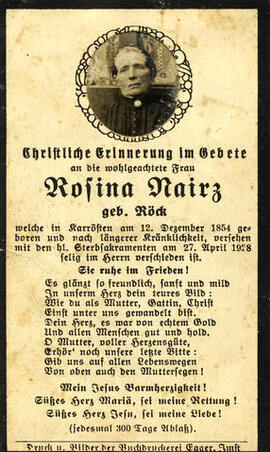 Christliche Erinnerung im Gebete
an die wohlgeachtete Frau
Rosina Nairz
geb. Röck
welche in Karrösten am 12. Dezember 1854 ge-
boren und nach längerer Kränklichkeit, versehen
mit den hl. Sterbsakramenten am 27. April 1928
selig im Herrn verschieden ist.
Sie ruhe im Frieden!
Es glänzt so freundlich, sanft und mild
In unserm Herz dein teures Bild:
Wie du als Mutter, Gattin, Christ
Einst unter uns gewandelt bist.
Dein Herz, es war von echtem Gold
Und allen Menschen gut und hold.
O Mutter, voller Herzensgüte,
Erhör' noch unsere letzte Bitte:
Gib uns auf allen Lebenswegen
Von oben auch den Muttersegen!
Mein Jesus Barmherzigkeit!
Süßes Herz Mariä, sei meine Rettung!
Süßes Herz Jesu, sei meine Liebe!
(jedesmal 300 Tage Ablaß).
Druck u. Bilder der Buchdruckerei Egger, Imst